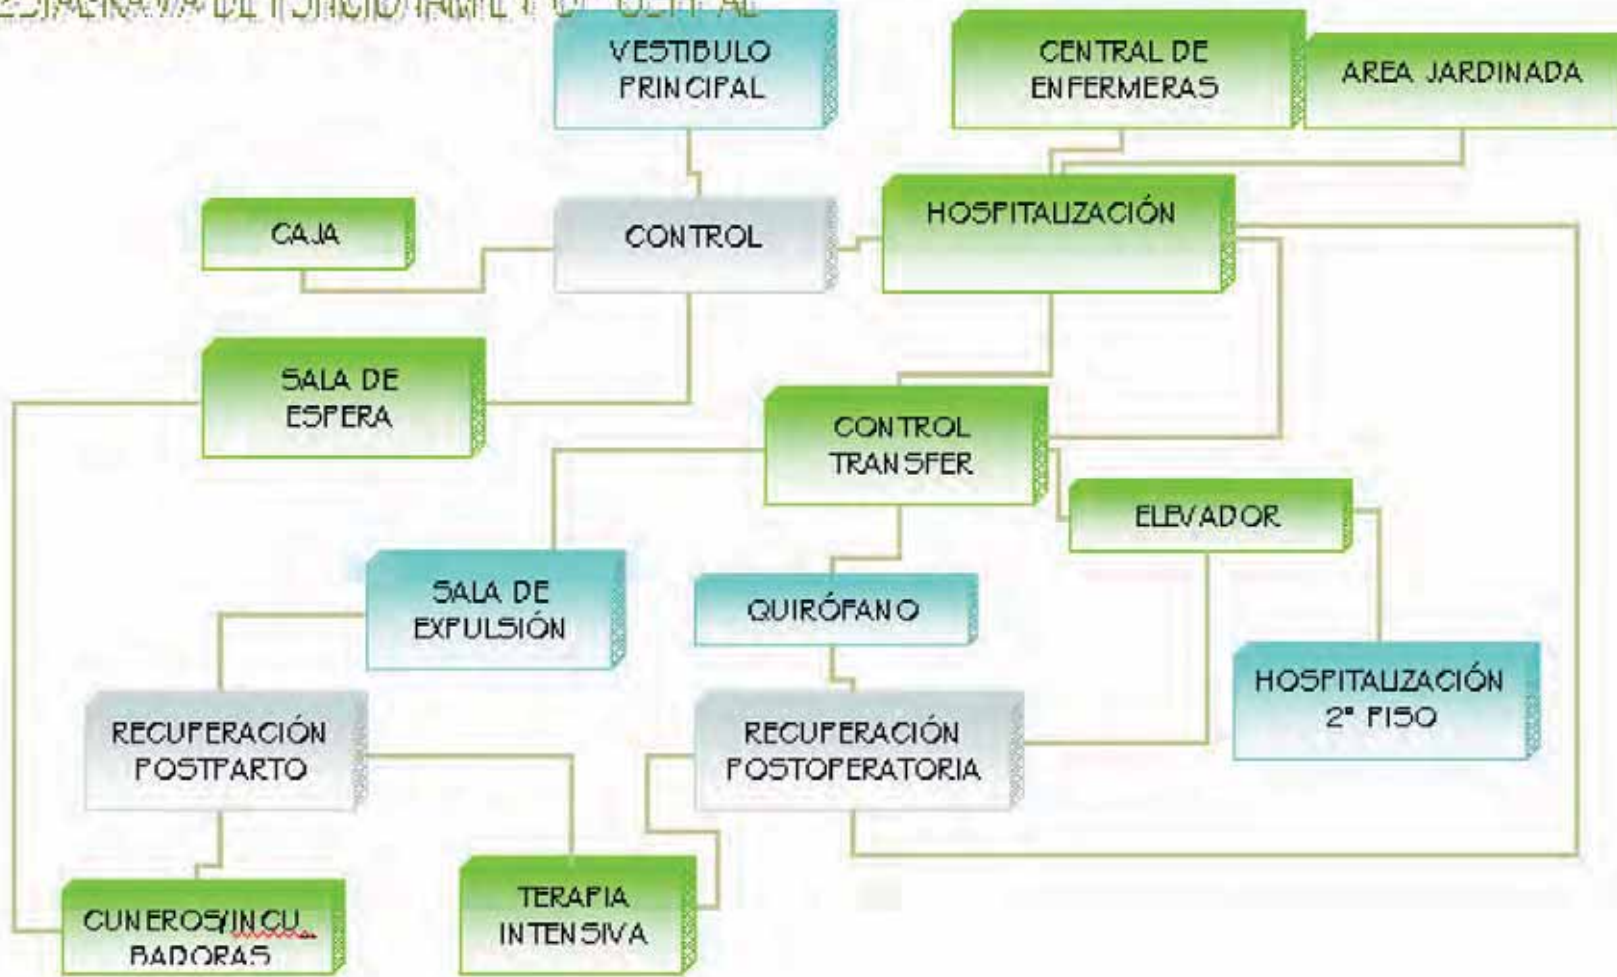 VESTIBULO
PRINCIPAL
CENTRAL DE
ENFERMERAS
AREA JARDINADA
CAJA
CONTROL
HOSPITALIZACIÓN
SALA DE
ESPERA
CONTROL
TRANSFER
ELEVADOR
SALA DE
EXPULSIÓN
QUIRÓFANO
HOSPITALIZACIÓN
2° PISO
RECUPERACIÓN
POSTPARTO
RECUPERACIÓN
POSTOPERATORIA
CUNEROS/INCU
BADORAS
TERAPIA
INTENSIVA